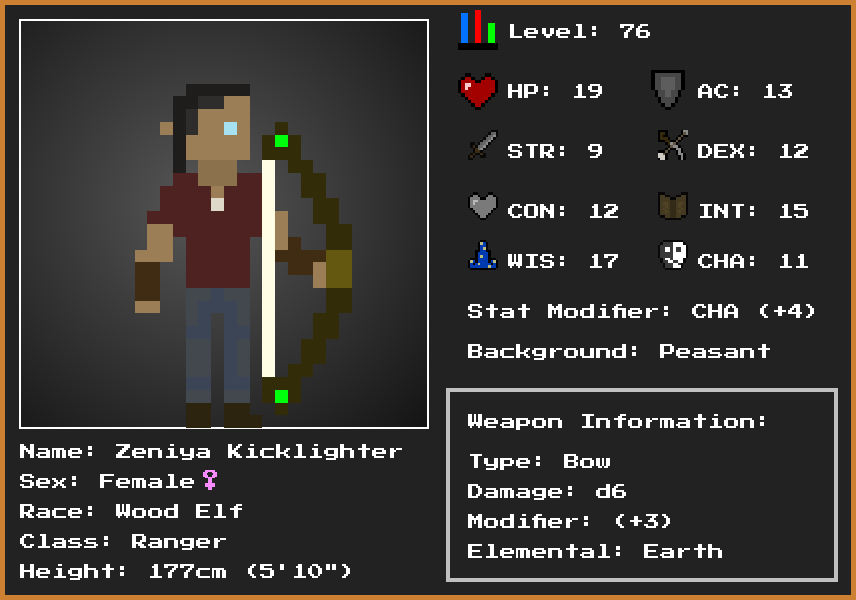 Level: 76
HP: 19
AC: 13
STR: 9
DEX: 12
CON: 12
INT: 15
WIS: 17
CHA: 11
Stat Modifier: CHA (+4)
Background: Peasant
Weapon Information:
Type: Bow
Damage: d6
Modifier: (+3)
Elemental: Earth
Name: Zeniya Kicklighter
Sex: Female♀
Race: Wood Elf
Class: Ranger
Height: 177cm (5'10")